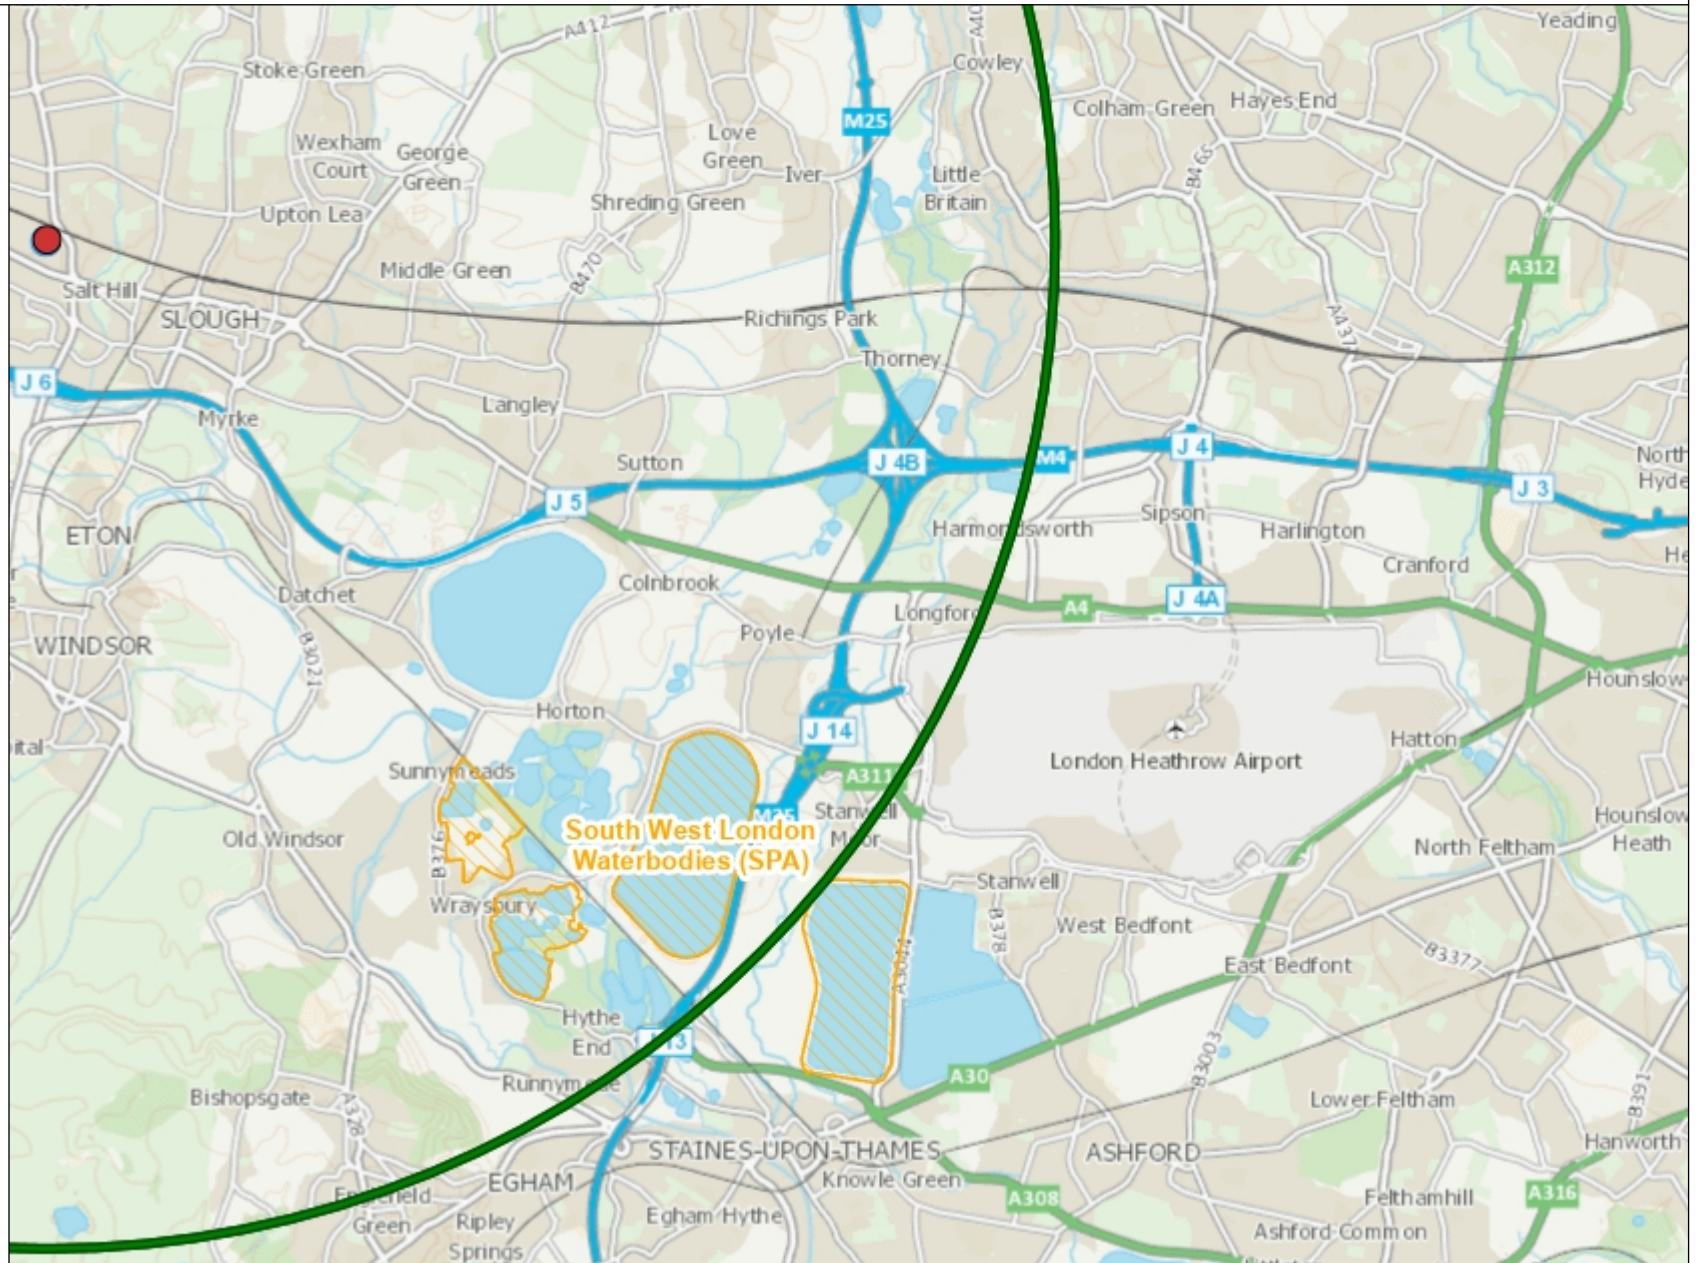 A412
Yeading
Stoke Green
Cowley
Colham Green
Hayes End
M25
Love
Green
Wexham
Court
George
Green
Iver
Little
Britain
B465
Upton Lea
Shreding Green
Middle Green
B470
A312
Salt Hill
SLOUGH
Richings Park
A437
Thorney
J 6
Myrke
Langley
J 4B
M4
J 4
Sutton
North
Hyde
J 5
J 3
Harmondsworth
Sipson
Harlington
ETON
Cranford
Datchet
Colnbrook
J 4A
A4
Longford
WINDSOR
B3021
Poyle
Hounslow
Horton
J 14
Hatton
London Heathrow Airport
Sunnymeads
A311
M25
Stanwell
Moor
Hounslow
Heath
South West London
Waterbodies (SPA)
Old Windsor
B376
North Feltham
Stanwell
Wraysbury
B378
West Bedfont
A3044
B3377
East Bedfont
Hythe
End
J 13
B3003
Runnymede
A30
Bishopsgate
A328
Lower Feltham
B391
Hanworth
STAINES-UPON-THAMES
ASHFORD
EGHAM
Knowle Green
Englefield
Green
A308
Felthamhill
A316
Ripley
Springs
Egham Hythe
Ashford Common